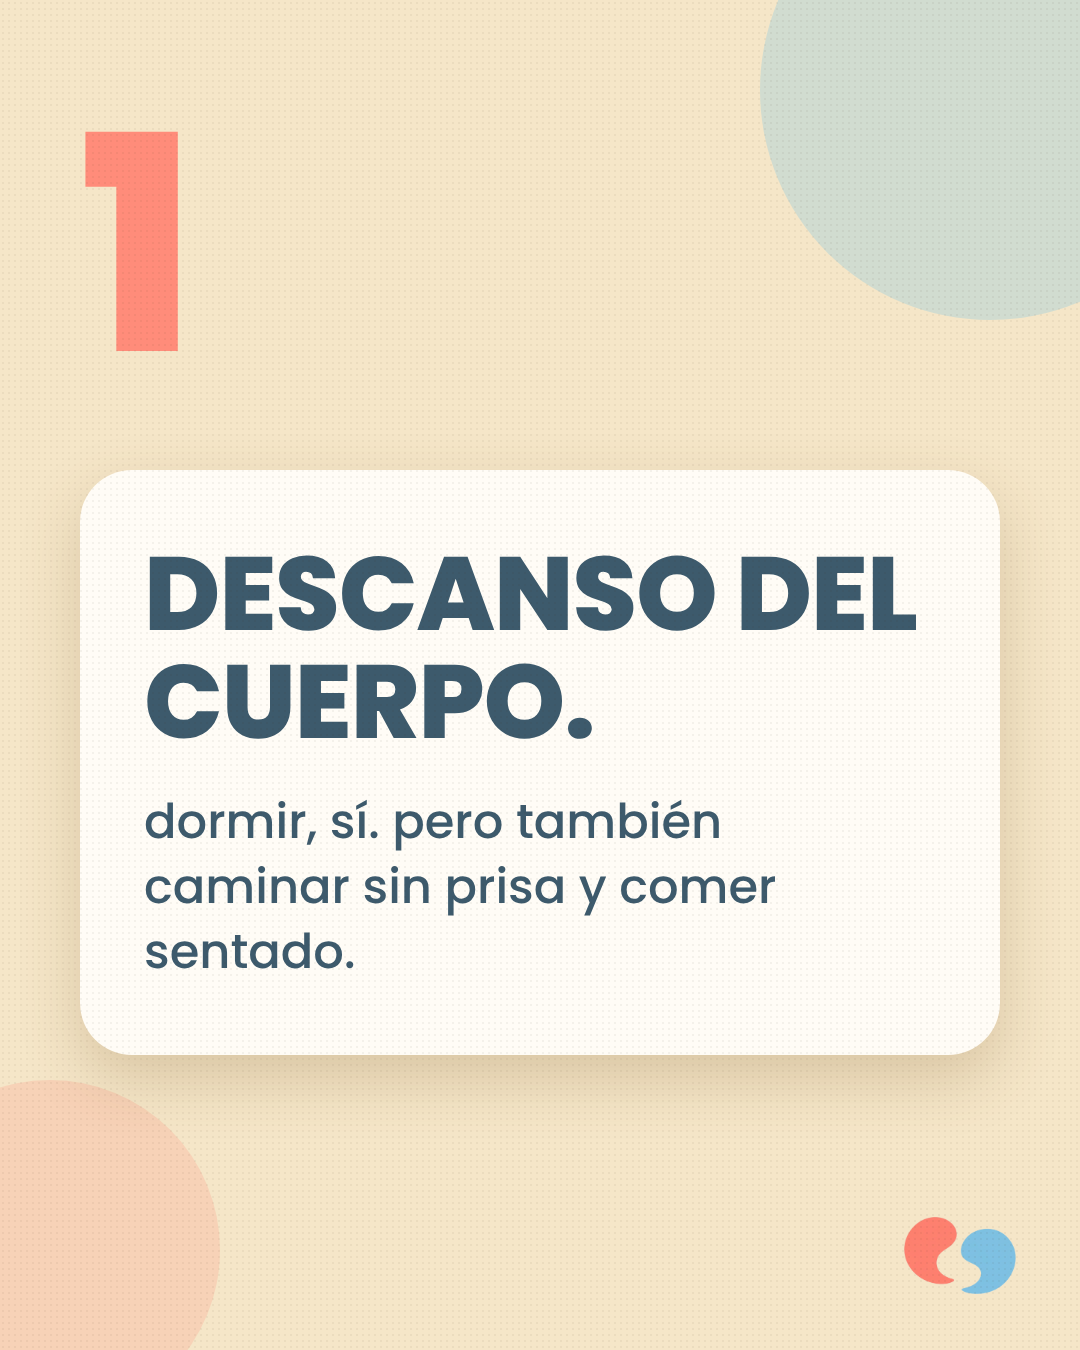 1
DESCANSO DEL
CUERPO.
dormir, sí. pero también
caminar sin prisa y comer
sentado.